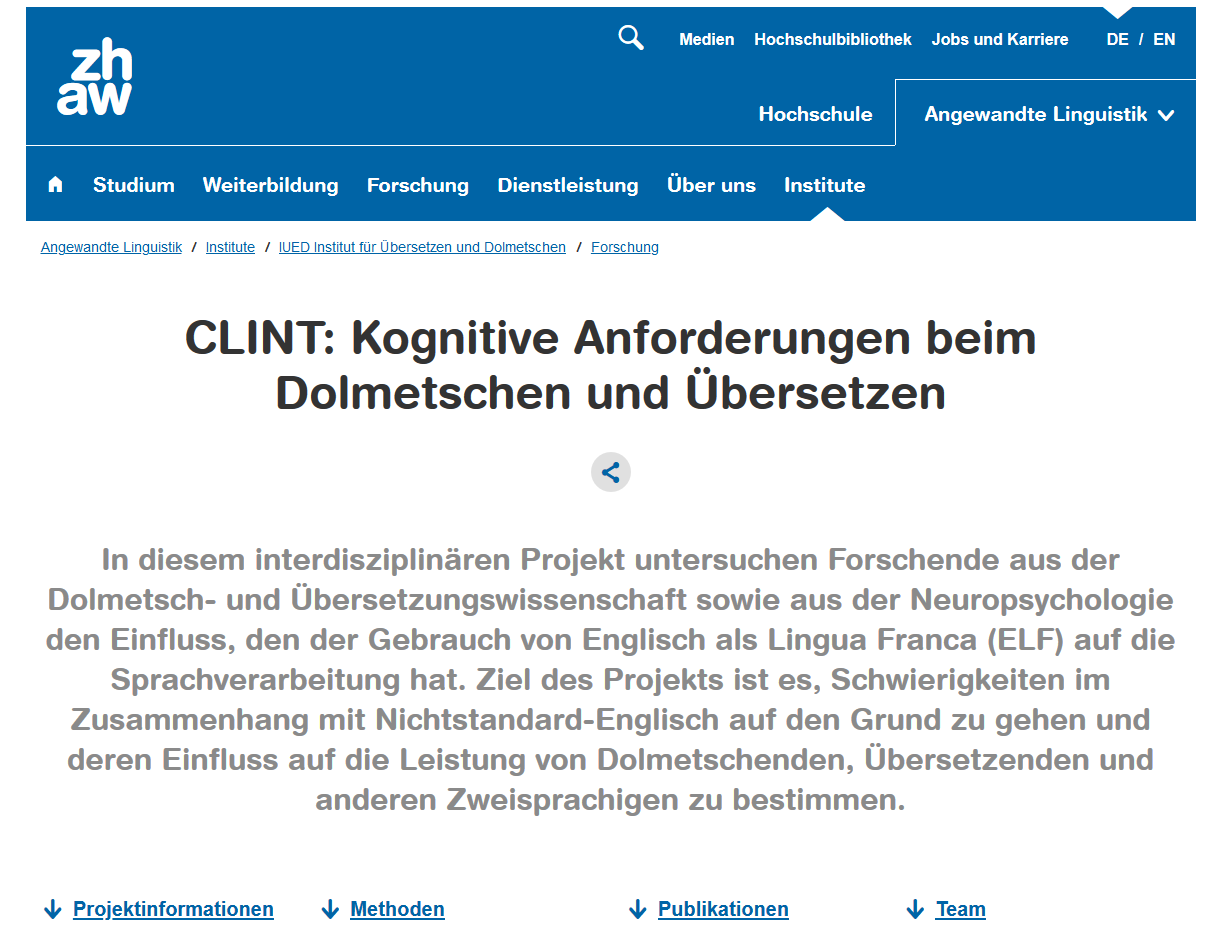 zh
aw
Medien Hochschulbibliothek Jobs und Karriere DE / EN
Hochschule Angewandte Linguistik
Studium Weiterbildung Forschung Dienstleistung Über uns Institute
Angewandte Linguistik / Institute / IUED Institut für Übersetzen und Dolmetschen / Forschung
CLINT: Kognitive Anforderungen beim
Dolmetschen und Übersetzen
In diesem interdisziplinären Projekt untersuchen Forschende aus der
Dolmetsch- und Übersetzungswissenschaft sowie aus der Neuropsychologie
den Einfluss, den der Gebrauch von Englisch als Lingua Franca (ELF) auf die
Sprachverarbeitung hat. Ziel des Projekts ist es, Schwierigkeiten im
Zusammenhang mit Nichtstandard-Englisch auf den Grund zu gehen und
deren Einfluss auf die Leistung von Dolmetschenden, Übersetzenden und
anderen Zweisprachigen zu bestimmen.
Projektinformationen Methoden Publikationen Team